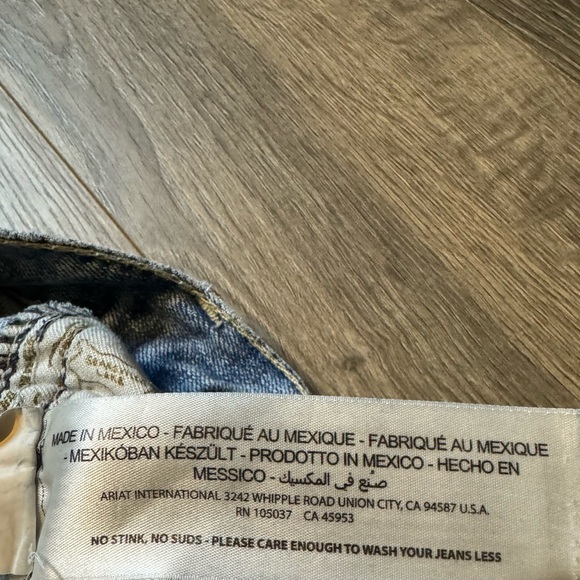 MADE IN MEXICO - FABRIQUÉ AU MEXIQUE - FABRIQUÉ AU MEXIQUE
- MEXIKÓBAN KÉSZÜLT - PRODOTTO IN MEXICO - HECHO EN
MESSICO - صنع في المكسيك
ARIAT INTERNATIONAL 3242 WHIPPLE ROAD UNION CITY, CA 94587 U.S.A.
RN 105037 CA 45953
NO STINK, NO SUDS - PLEASE CARE ENOUGH TO WASH YOUR JEANS LESS